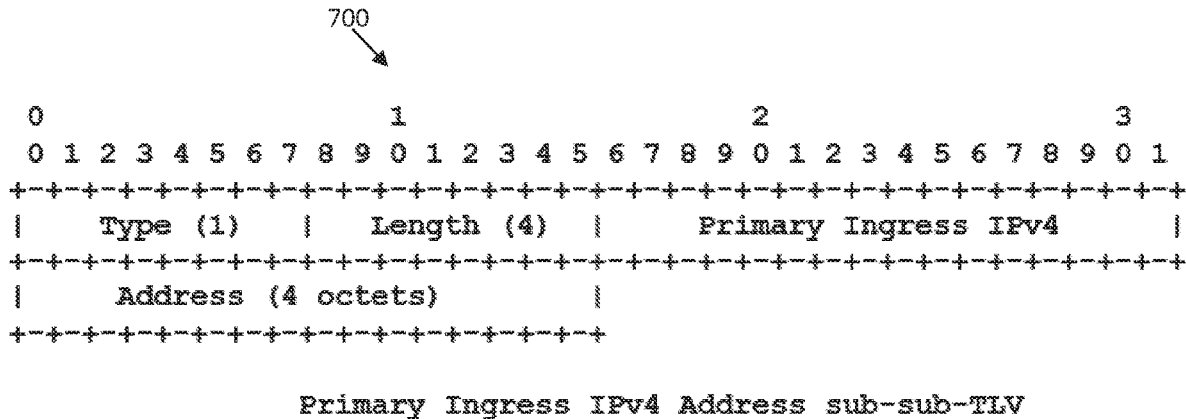 700
0 1 2 3
0 1 2 3 4 5 6 7 8 9 0 1 2 3 4 5 6 7 8 9 0 1 2 3 4 5 6 7 8 9 0 1
+-+-+-+-+-+-+-+-+-+-+-+-+-+-+-+-+-+-+-+-+-+-+-+-+-+-+-+-+-+-+-+-+
| Type (1) | Length (4) | Primary Ingress IPv4 |
+-+-+-+-+-+-+-+-+-+-+-+-+-+-+-+-+-+-+-+-+-+-+-+-+-+-+-+-+-+-+-+-+
| Address (4 octets) |
+-+-+-+-+-+-+-+-+-+-+-+-+-+-+-+-+
Primary Ingress IPv4 Address sub-sub-TLV